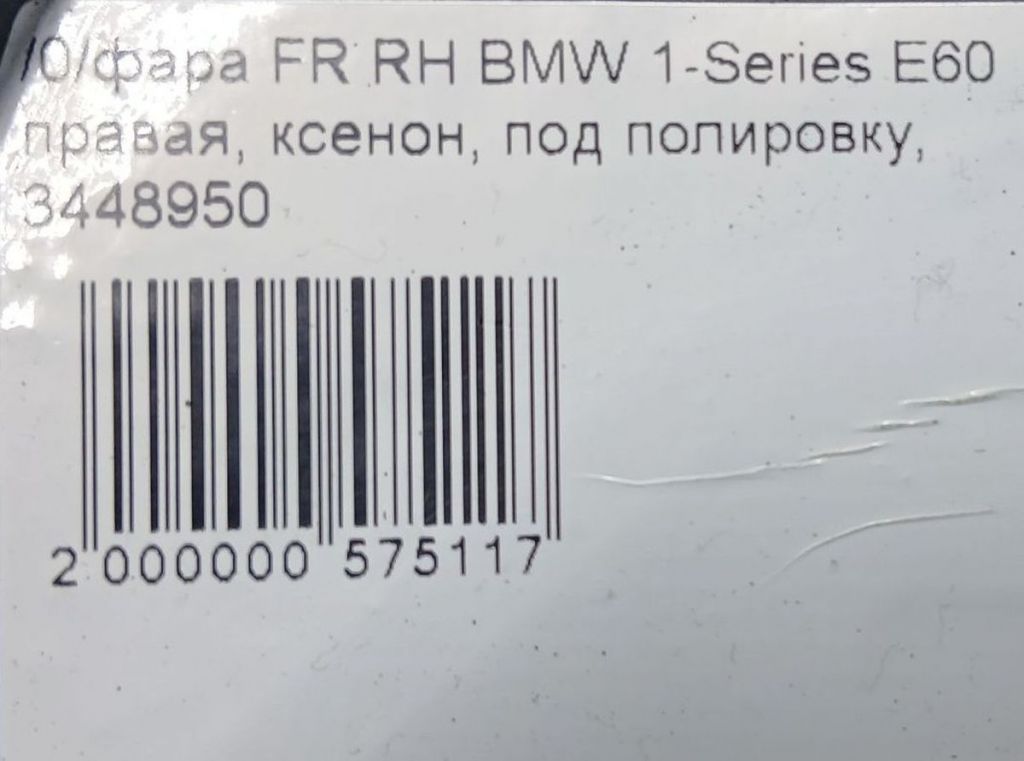 /0/фара FR RH BMW 1-Series E60
правая, ксенон, под полировку,
3448950
2 000000 575117